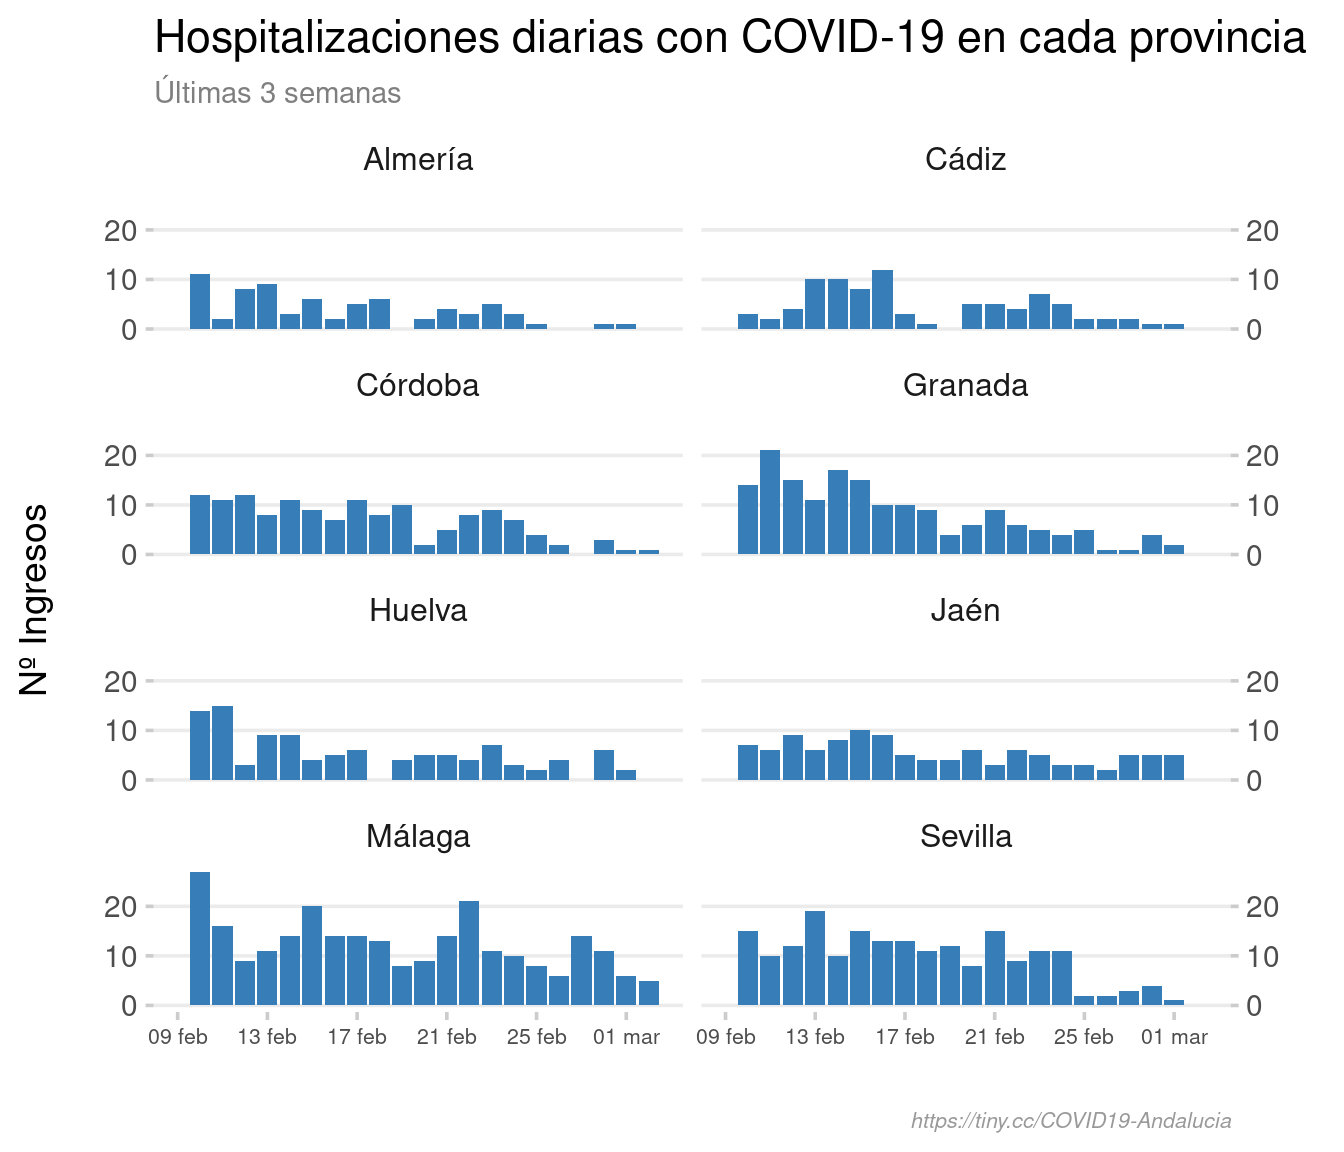 Hospitalizaciones diarias con COVID-19 en cada provincia
Últimas 3 semanas
Nº Ingresos
Almería
Cádiz
20
10
0
20
10
0
Córdoba
Granada
20
10
0
20
10
0
Huelva
Jaén
20
10
0
20
10
0
Málaga
Sevilla
20
10
0
20
10
0
09 feb 13 feb 17 feb 21 feb 25 feb 01 mar
09 feb 13 feb 17 feb 21 feb 25 feb 01 mar
https://tiny.cc/COVID19-Andalucia